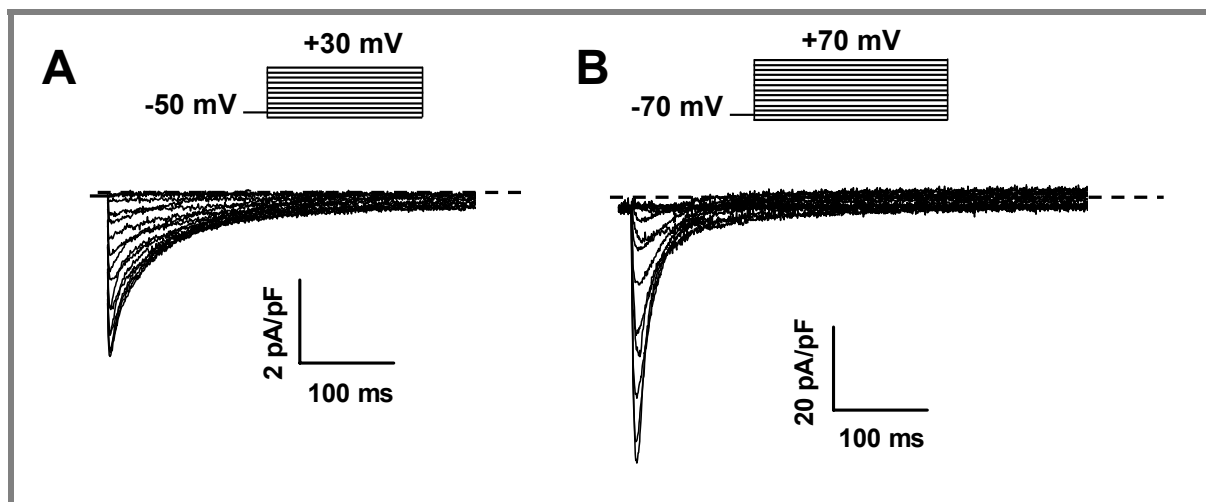 A
+30 mV
-50 mV
2 pA/pF
100 ms
B
+70 mV
-70 mV
20 pA/pF
100 ms